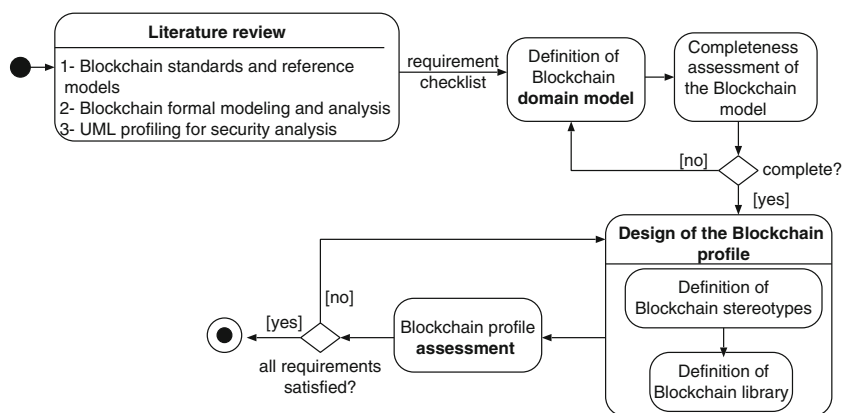 Literature review
1- Blockchain standards and reference
models
2- Blockchain formal modeling and analysis
3- UML profiling for security analysis
requirement
checklist
Definition of
Blockchain
domain model
Completeness
assessment of
the Blockchain
model
[no]
complete?
[yes]
Design of the Blockchain
profile
Definition of
Blockchain stereotypes
Definition of
Blockchain library
Blockchain profile
assessment
[no]
[yes]
all requirements
satisfied?